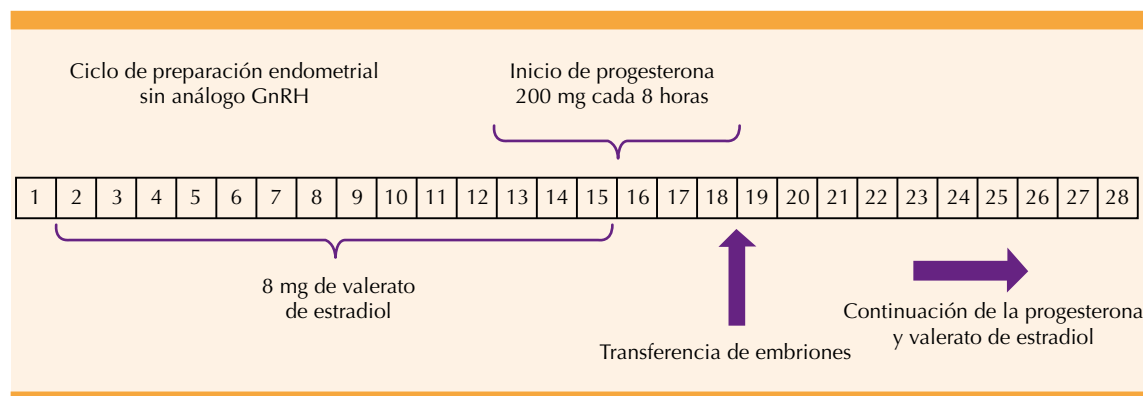 Ciclo de preparación endometrial
sin análogo GnRH
Inicio de progesterona
200 mg cada 8 horas
1 2 3 4 5 6 7 8 9 10 11 12 13 14 15 16 17 18 19 20 21 22 23 24 25 26 27 28
8 mg de valerato
de estradiol
Transferencia de embriones
Continuación de la progesterona
y valerato de estradiol